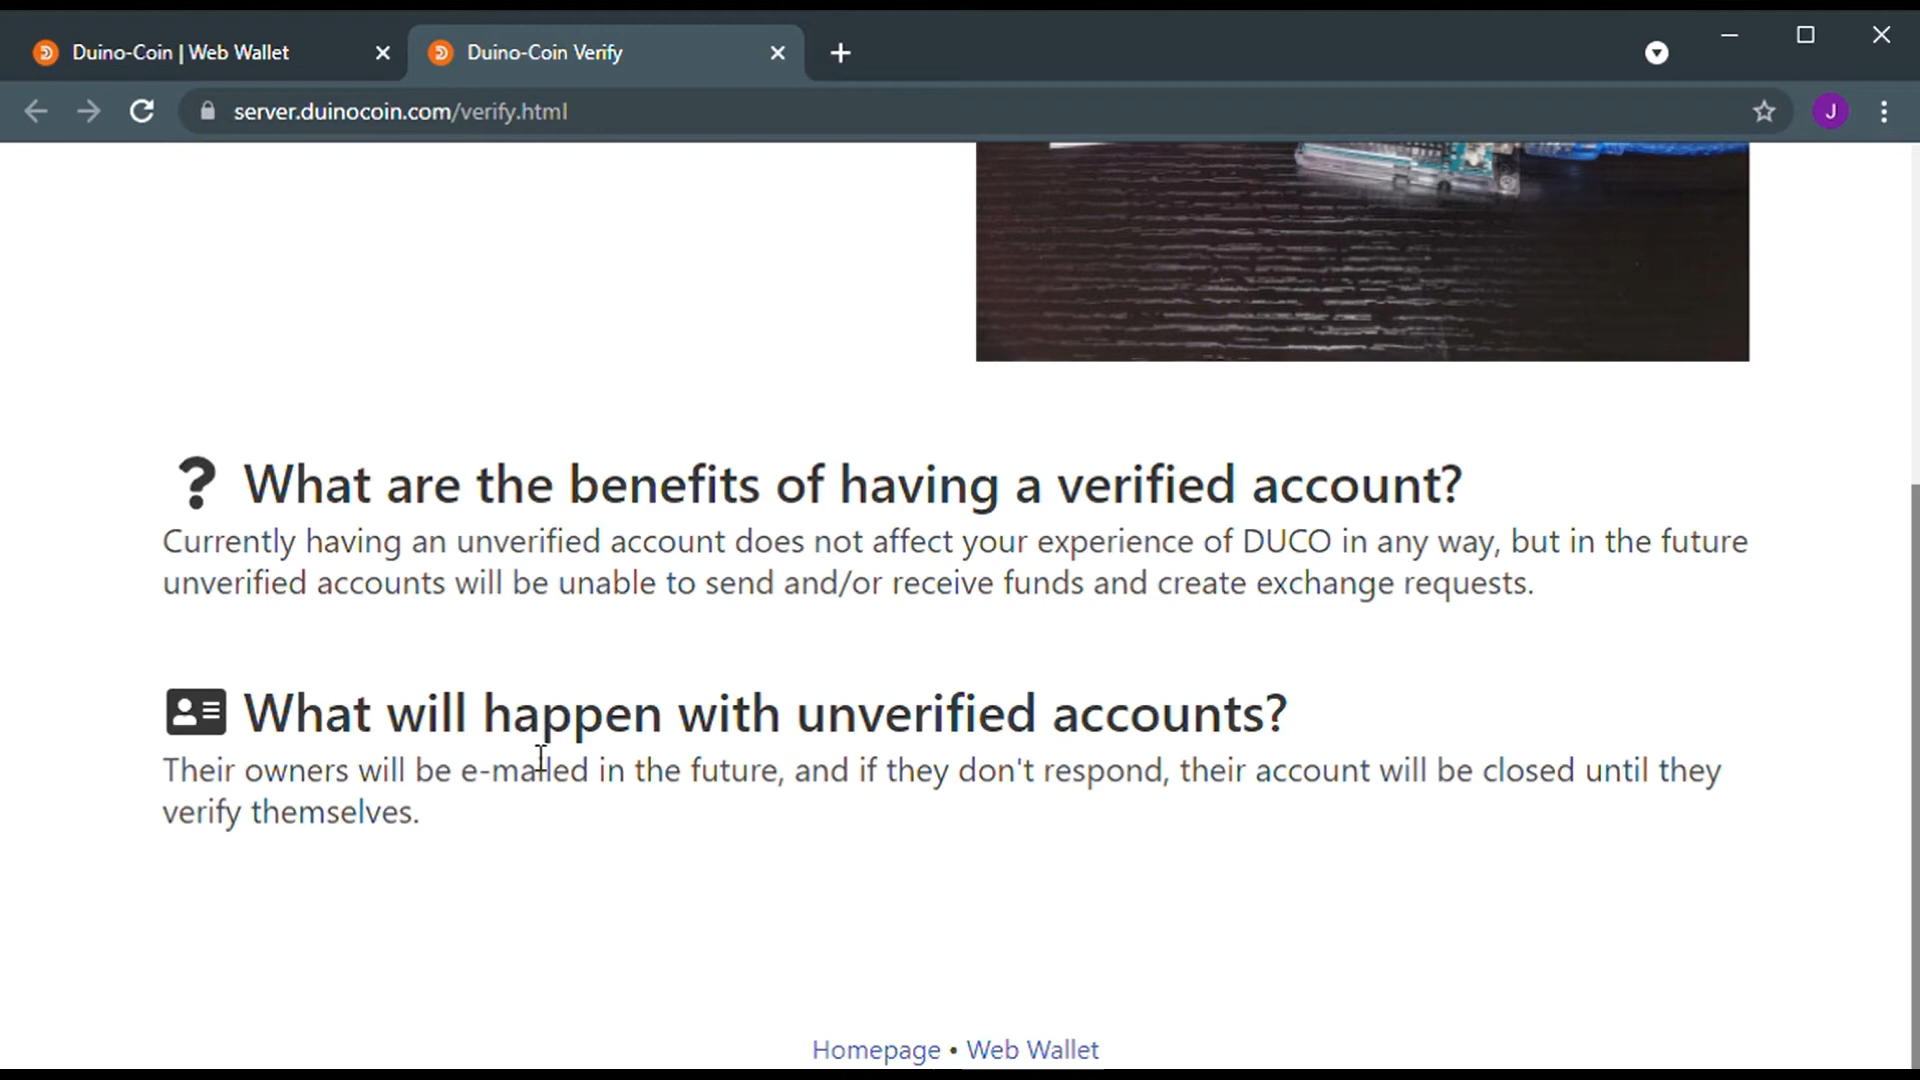 Duino-Coin | Web Wallet
Duino-Coin Verify
server.duinocoin.com/verify.html
J
What are the benefits of having a verified account?
Currently having an unverified account does not affect your experience of DUCO in any way, but in the future
unverified accounts will be unable to send and/or receive funds and create exchange requests.
What will happen with unverified accounts?
Their owners will be e-mailed in the future, and if they don't respond, their account will be closed until they
verify themselves.
Homepage • Web Wallet